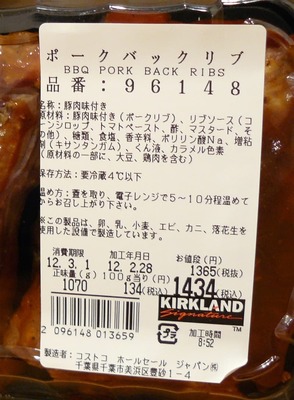 ポークバックリブ
BBQ PORK BACK RIBS
品番:96148
名称:豚肉味付き
原材料:豚肉味付き(ポークリブ)、リブソース(コ
ーンシロップ、トマトペースト、酢、マスタード、そ
の他)、糖類、食塩、香辛料、ポリリン酸Na、増粘
剤(キサンタンガム)、くん液、カラメル色素
(原材料の一部に、大豆、鶏肉を含む)
保存方法:要冷蔵4℃以下
温め方:蓋を取り、電子レンジで5~10分程温めて
からお召し上がり下さい。
※この製品は、卵、乳、小麦、エビ、カニ、落花生を
使用した設備で製造しています。
消費期限 加工年月日 お値段(円)
12.3.1 12.2.28 1365(税抜)
正味量(g) 100g当り(円) 1434(税込)
1070 134(税込)
KIRKLAND
Signature
プラ 加工時間
8:52
2 096148 013659
製造者:コストコ ホールセール ジャパン㈱
千葉県千葉市美浜区豊砂1-4